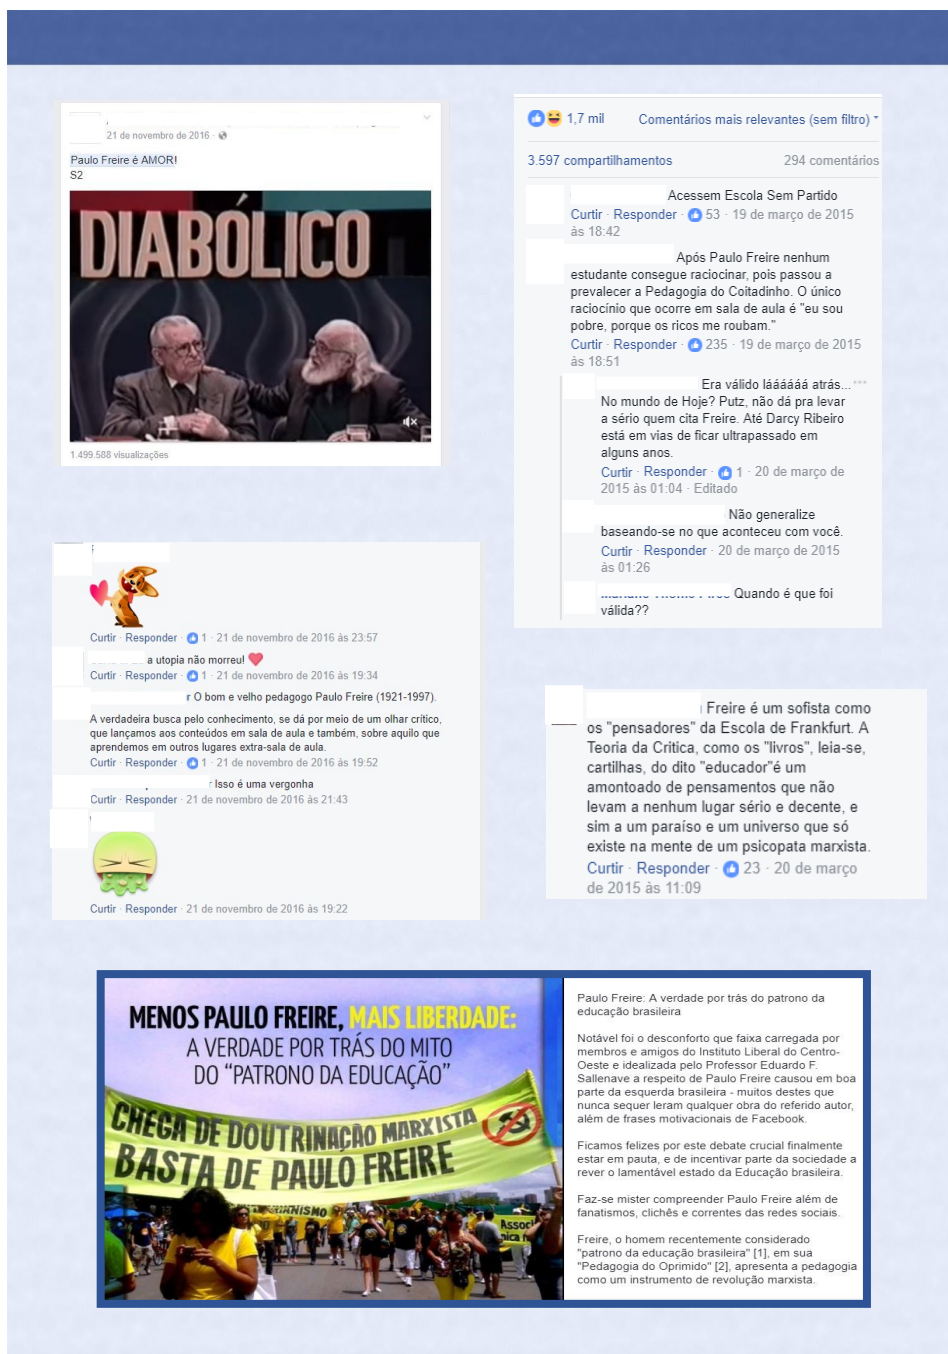 21 de novembro de 2016 ·
Paulo Freire é AMOR!
S2
DIABÓLICO
1.499.588 visualizações
1,7 mil Comentários mais relevantes (sem filtro)
3.597 compartilhamentos 294 comentários
Acessem Escola Sem Partido
Curtir · Responder · 53 · 19 de março de 2015
às 18:42
Após Paulo Freire nenhum
estudante consegue raciocinar, pois passou a
prevalecer a Pedagogia do Coitadinho. O único
raciocínio que ocorre em sala de aula é "eu sou
pobre, porque os ricos me roubam."
Curtir · Responder · 235 · 19 de março de 2015
às 18:51
Era válido láááááá atrás...
No mundo de Hoje? Putz, não dá pra levar
a sério quem cita Freire. Até Darcy Ribeiro
está em vias de ficar ultrapassado em
alguns anos.
Curtir · Responder · 1 · 20 de março de
2015 às 01:04 · Editado
Não generalize
baseando-se no que aconteceu com você.
Curtir · Responder · 20 de março de 2015
às 01:26
Quando é que foi
válida??
Curtir · Responder · 1 · 21 de novembro de 2016 às 23:57
a utopia não morreu!
Curtir · Responder · 1 · 21 de novembro de 2016 às 19:34
r O bom e velho pedagogo Paulo Freire (1921-1997).
A verdadeira busca pelo conhecimento, se dá por meio de um olhar crítico,
que lançamos aos conteúdos em sala de aula e também, sobre aquilo que
aprendemos em outros lugares extra-sala de aula.
Curtir · Responder · 1 · 21 de novembro de 2016 às 19:52
Isso é uma vergonha
Curtir · Responder · 21 de novembro de 2016 às 21:43
Curtir · Responder · 21 de novembro de 2016 às 19:22
Freire é um sofista como
os "pensadores" da Escola de Frankfurt. A
Teoria da Critica, como os "livros", leia-se,
cartilhas, do dito "educador"é um
amontoado de pensamentos que não
levam a nenhum lugar sério e decente, e
sim a um paraíso e um universo que só
existe na mente de um psicopata marxista.
Curtir · Responder · 23 · 20 de março
de 2015 às 11:09
MENOS PAULO FREIRE, MAIS LIBERDADE:
A VERDADE POR TRÁS DO MITO
DO "PATRONO DA EDUCAÇÃO"
CHEGA DE DOUTRINAÇÃO MARXISTA
BASTA DE PAULO FREIRE
Paulo Freire: A verdade por trás do patrono da
educação brasileira
Notável foi o desconforto que faixa carregada por
membros e amigos do Instituto Liberal do Centro-
Oeste e idealizada pelo Professor Eduardo F.
Sallenave a respeito de Paulo Freire causou em boa
parte da esquerda brasileira - muitos destes que
nunca sequer leram qualquer obra do referido autor,
além de frases motivacionais de Facebook.
Ficamos felizes por este debate crucial finalmente
estar em pauta, e de incentivar parte da sociedade a
rever o lamentável estado da Educação brasileira.
Faz-se mister compreender Paulo Freire além de
fanatismos, clichês e correntes das redes sociais.
Freire, o homem recentemente considerado
"patrono da educação brasileira" [1], em sua
"Pedagogia do Oprimido" [2], apresenta a pedagogia
como um instrumento de revolução marxista.